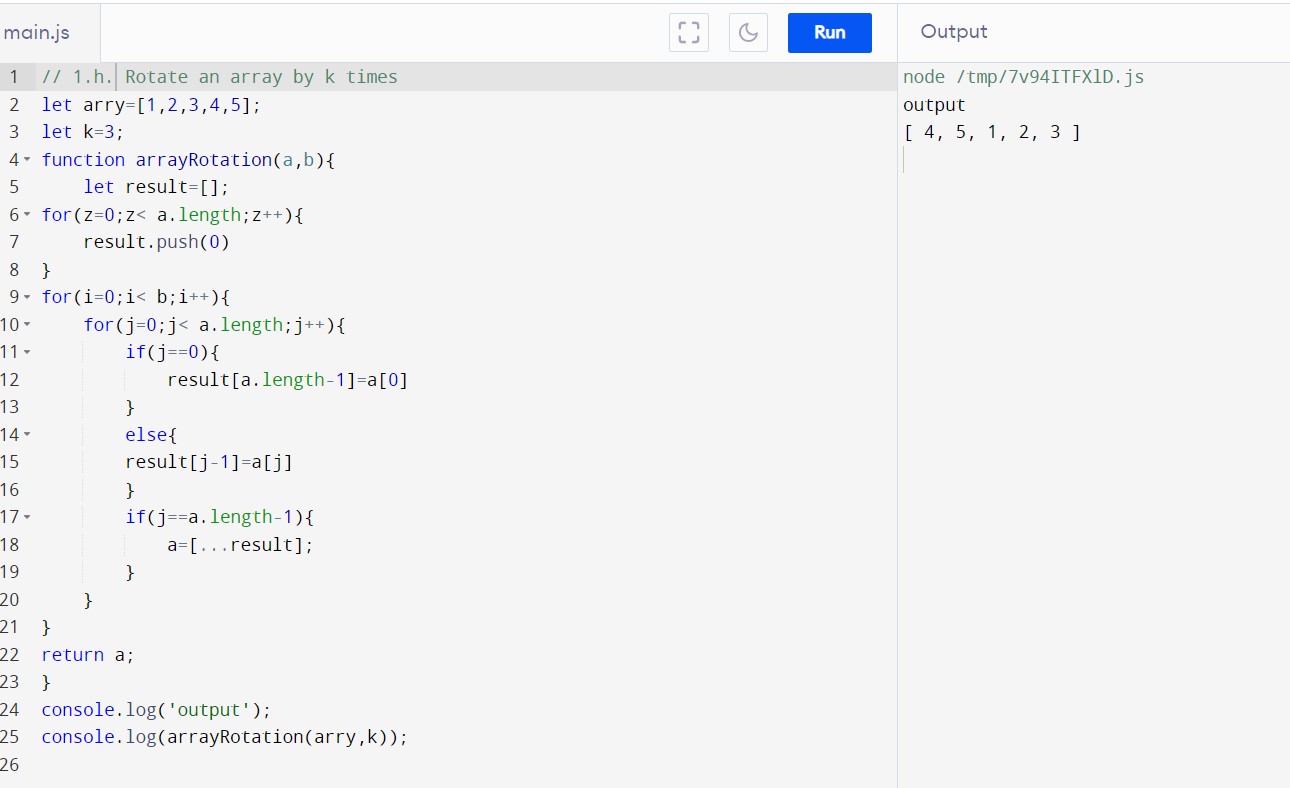 main.js
Run
Output
1 // 1.h. Rotate an array by k times
2 let arry=[1,2,3,4,5];
3 let k=3;
4 function arrayRotation(a,b){
5     let result=[];
6 for(z=0;z< a.length;z++){
7     result.push(0)
8 }
9 for(i=0;i< b;i++){
10     for(j=0;j< a.length;j++){
11         if(j==0){
12             result[a.length-1]=a[0]
13         }
14         else{
15         result[j-1]=a[j]
16         }
17         if(j==a.length-1){
18             a=[...result];
19         }
20     }
21 }
22 return a;
23 }
24 console.log('output');
25 console.log(arrayRotation(arry,k));
26
node /tmp/7v94ITFXlD.js
output
[ 4, 5, 1, 2, 3 ]